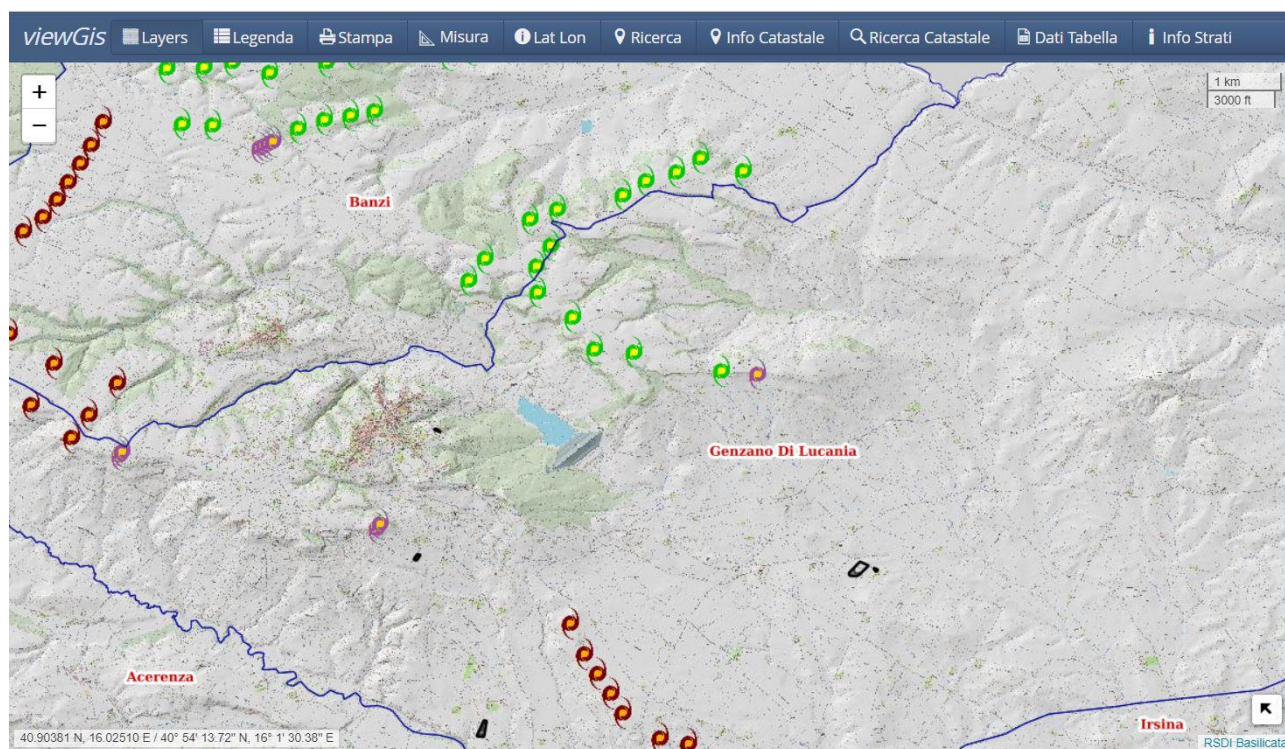 viewGis Layers Legenda Stampa Misura Lat Lon Ricerca Info Catastale Ricerca Catastale Dati Tabella Info Strati
+
−
1 km
3000 ft
Banzi
Genzano Di Lucania
Acerenza
Irsina
40.90381 N, 16.02510 E / 40° 54' 13.72" N, 16° 1' 30.38" E
RSDI Basilicata